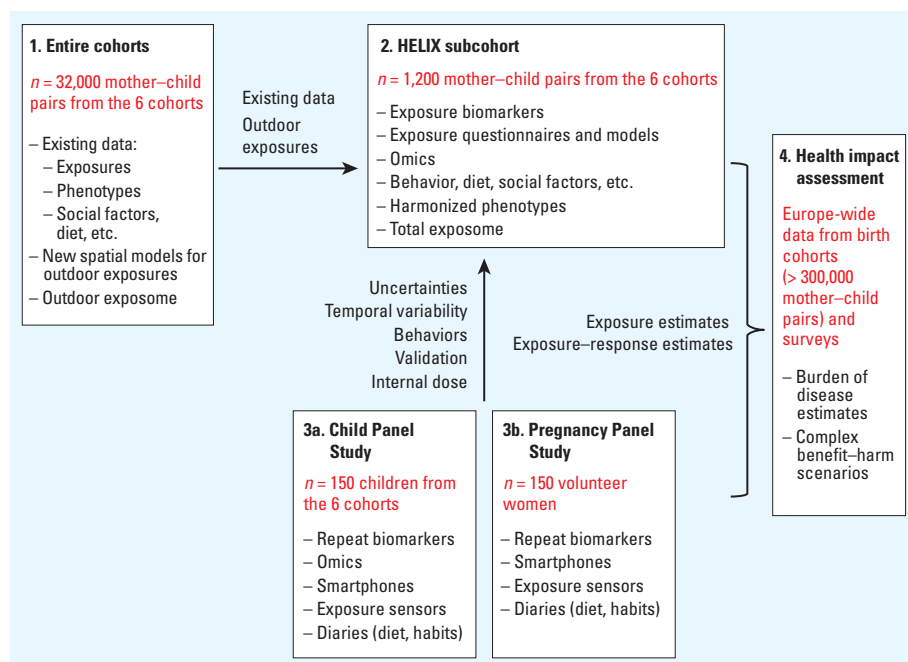 1. Entire cohorts
n = 32,000 mother–child
pairs from the 6 cohorts
– Existing data:
– Exposures
– Phenotypes
– Social factors,
diet, etc.
– New spatial models for
outdoor exposures
– Outdoor exposome
Existing data
Outdoor
exposures
2. HELIX subcohort
n = 1,200 mother–child pairs from the 6 cohorts
– Exposure biomarkers
– Exposure questionnaires and models
– Omics
– Behavior, diet, social factors, etc.
– Harmonized phenotypes
– Total exposome
Uncertainties
Temporal variability
Behaviors
Validation
Internal dose
3a. Child Panel
Study
n = 150 children from
the 6 cohorts
– Repeat biomarkers
– Omics
– Smartphones
– Exposure sensors
– Diaries (diet, habits)
3b. Pregnancy Panel
Study
n = 150 volunteer
women
– Repeat biomarkers
– Smartphones
– Exposure sensors
– Diaries (diet, habits)
Exposure estimates
Exposure–response estimates
4. Health impact
assessment
Europe-wide
data from birth
cohorts
(> 300,000
mother–child
pairs) and
surveys
– Burden of
disease
estimates
– Complex
benefit–harm
scenarios